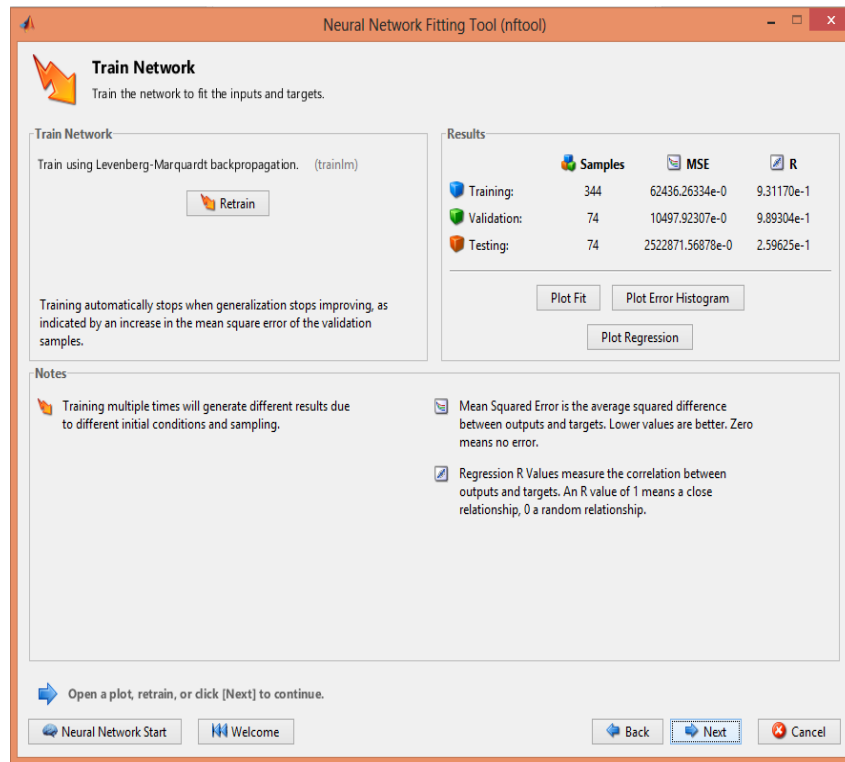 Neural Network Fitting Tool (nftool)
Train Network
Train the network to fit the inputs and targets.
Train Network
Train using Levenberg-Marquardt backpropagation. (trainlm)
Retrain
Training automatically stops when generalization stops improving, as
indicated by an increase in the mean square error of the validation
samples.
Results
Samples MSE R
Training: 344 62436.26334e-0 9.31170e-1
Validation: 74 10497.92307e-0 9.89304e-1
Testing: 74 2522871.56878e-0 2.59625e-1
Plot Fit Plot Error Histogram
Plot Regression
Notes
Training multiple times will generate different results due
to different initial conditions and sampling.
Mean Squared Error is the average squared difference
between outputs and targets. Lower values are better. Zero
means no error.
Regression R Values measure the correlation between
outputs and targets. An R value of 1 means a close
relationship, 0 a random relationship.
Open a plot, retrain, or click [Next] to continue.
Neural Network Start Welcome Back Next Cancel